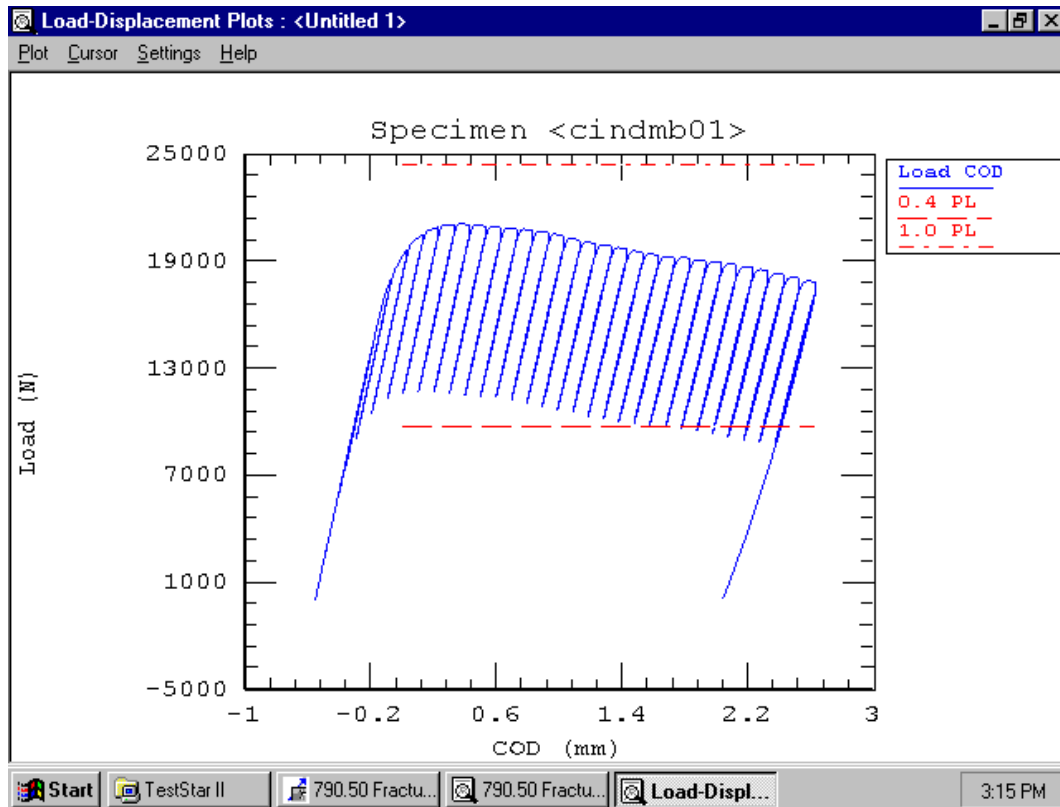 Load-Displacement Plots : <Untitled 1>
Plot Cursor Settings Help
Specimen <cindmb01>
25000
19000
13000
7000
1000
-5000
Load (N)
-1 -0.2 0.6 1.4 2.2 3
COD (mm)
Load COD
0.4 PL
1.0 PL
Start TestStar II 790.50 Fractu... 790.50 Fractu... Load-Displ... 3:15 PM